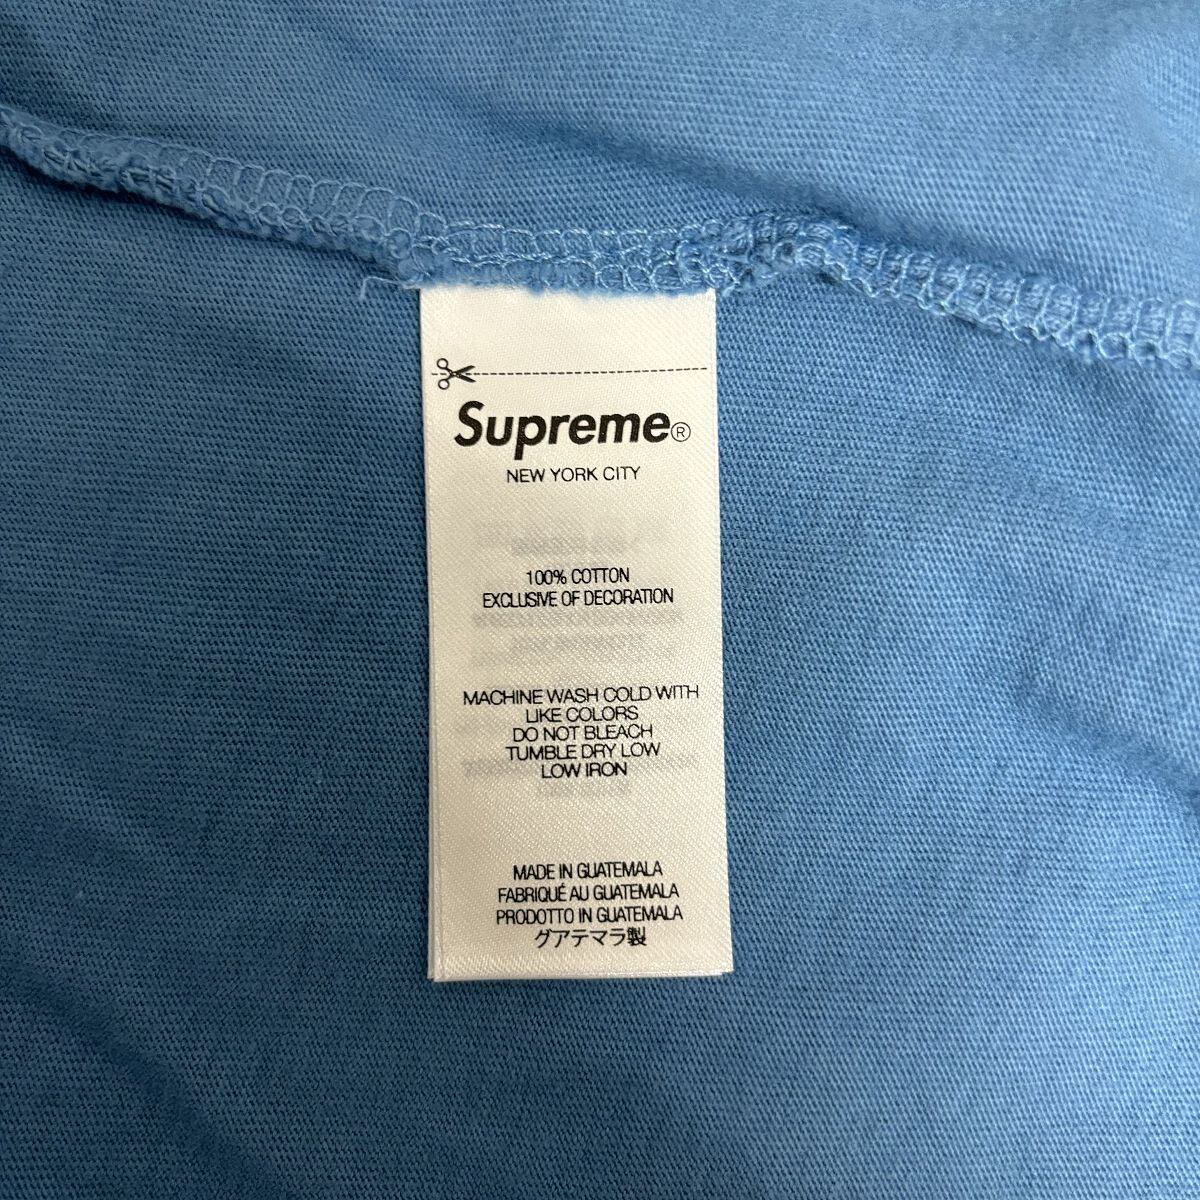 Supreme®
NEW YORK CITY
100% COTTON
EXCLUSIVE OF DECORATION
MACHINE WASH COLD WITH
LIKE COLORS
DO NOT BLEACH
TUMBLE DRY LOW
LOW IRON
MADE IN GUATEMALA
FABRIQUÉ AU GUATEMALA
PRODOTTO IN GUATEMALA
グアテマラ製